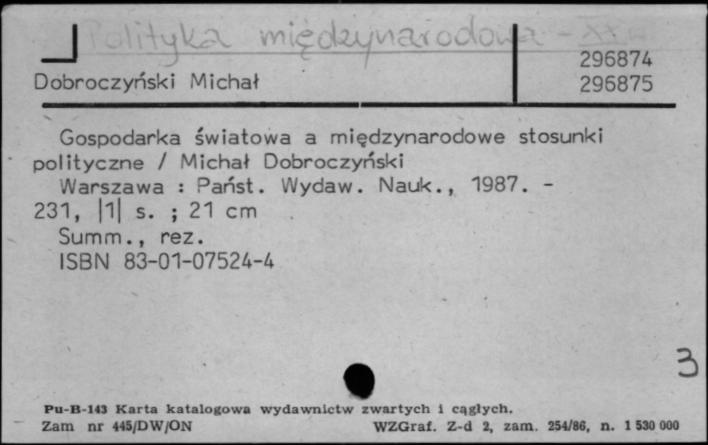 Polityka międzynarodowa - XX w
296874
Dobroczyński Michał 296875
Gospodarka światowa a międzynarodowe stosunki
polityczne / Michał Dobroczyński
Warszawa : Państ. Wydaw. Nauk., 1987. -
231, |1| s. ; 21 cm
Summ., rez.
ISBN 83-01-07524-4
3
Pu-B-143 Karta katalogowa wydawnictw zwartych i ciągłych.
Zam nr 445/DW/ON WZGraf. Z-d 2, zam. 254/86, n. 1 530 000